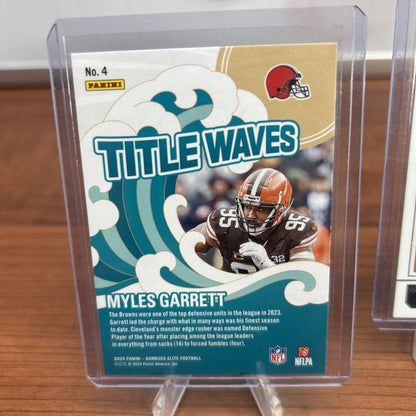 No. 4
PANINI
TITLE WAVES
95
95
32
MYLES GARRETT
The Browns were one of the top defensive units in the league in 2023.
Garrett led the charge with what in many ways was his finest season
to date. Cleveland's monster edge rusher was named Defensive
Player of the Year after placing among the league leaders
in everything from sacks (14) to forced fumbles (four).
2024 PANINI - DONRUSS ELITE FOOTBALL
© 2024 Panini America, Inc.
NFL
NFLPA